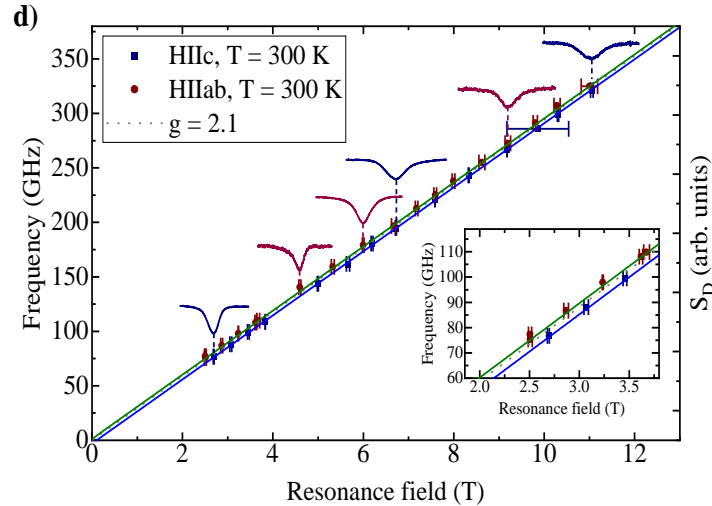 d)
HIIc, T = 300 K
HIIab, T = 300 K
g = 2.1
Frequency (GHz)
350
300
250
200
150
100
50
0
0 2 4 6 8 10 12
Resonance field (T)
S_D (arb. units)
Frequency (GHz)
110
100
90
80
70
60
2.0 2.5 3.0 3.5
Resonance field (T)